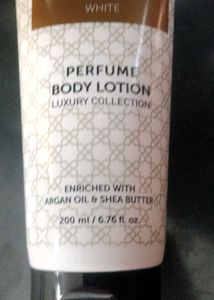 WHITE
PERFUME
BODY LOTION
LUXURY COLLECTION
ENRICHED WITH
ARGAN OIL & SHEA BUTTER
200 ml / 6.76 fl. oz.